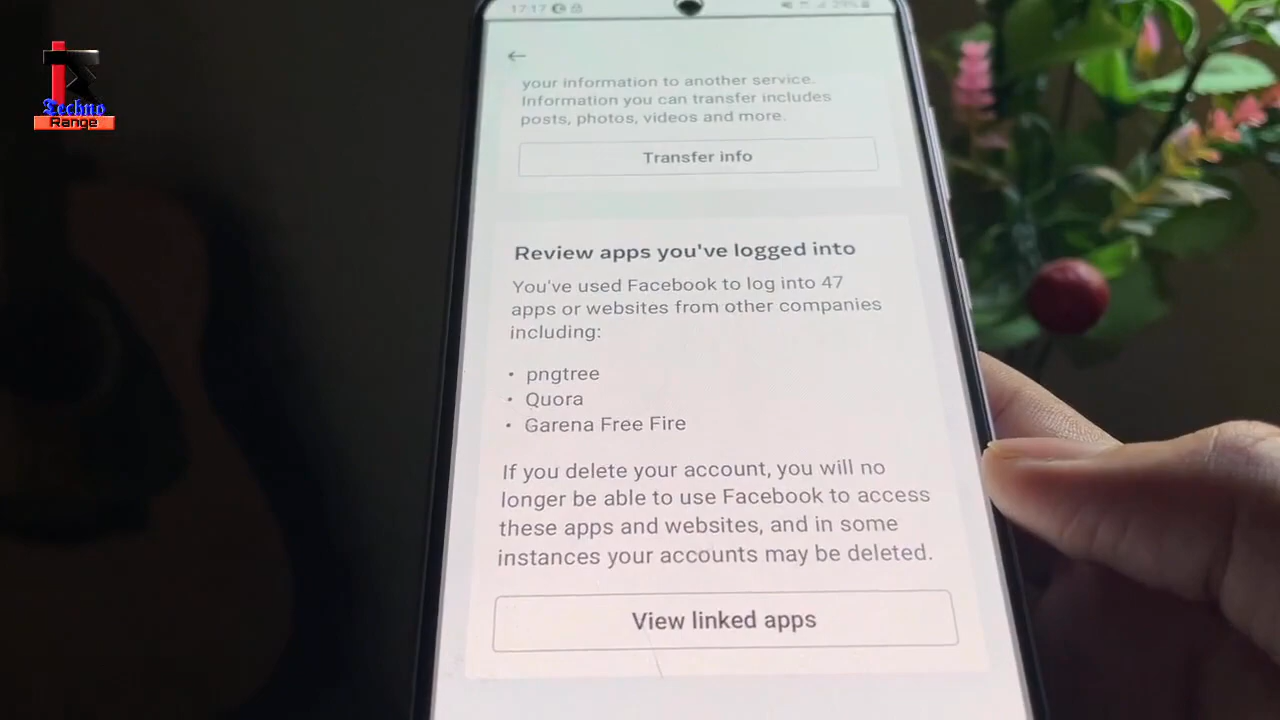 Techno
Range
17:17
your information to another service.
Information you can transfer includes
posts, photos, videos and more.
Transfer info
Review apps you've logged into
You've used Facebook to log into 47
apps or websites from other companies
including:
• pngtree
• Quora
• Garena Free Fire
If you delete your account, you will no
longer be able to use Facebook to access
these apps and websites, and in some
instances your accounts may be deleted.
View linked apps